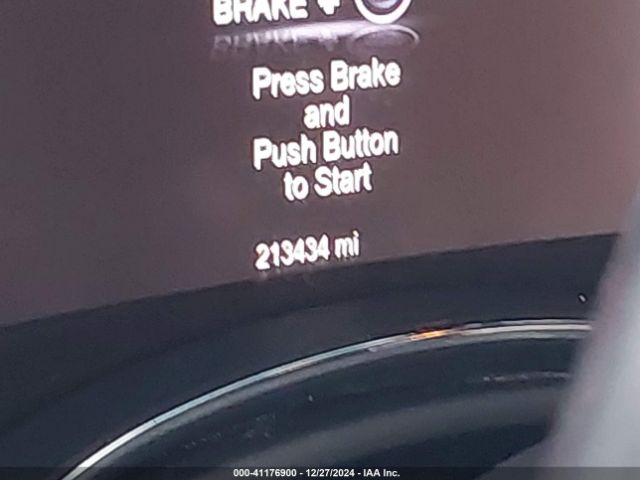 BRAKE +
Press Brake
and
Push Button
to Start
213434 mi
000-41176900 - 12/27/2024 - IAA Inc.